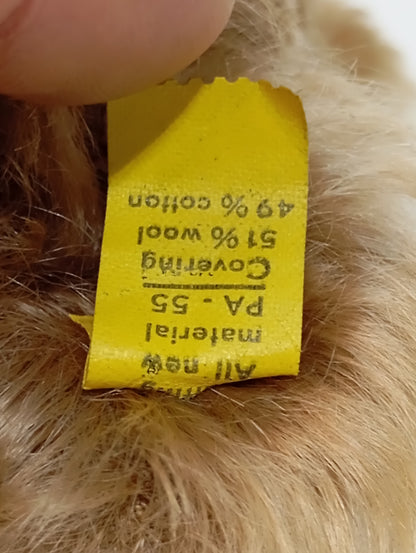 All new
material
PA - 55
Covering
51% wool
49% cotton